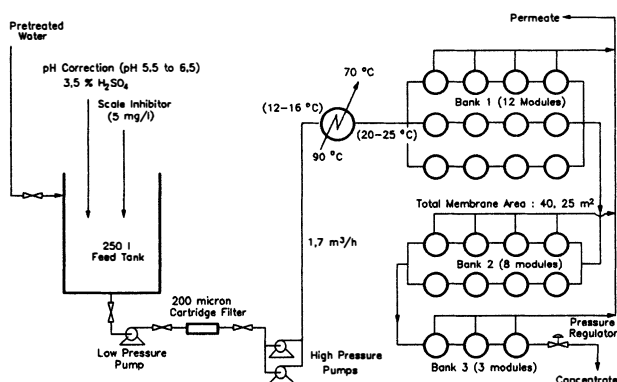 Pretreated
Water
pH Correction (pH 5.5 to 6,5)
3,5 % H₂SO₄
Scale Inhibitor
(5 mg/l)
250 l
Feed Tank
Low Pressure
Pump
200 micron
Cartridge Filter
High Pressure
Pumps
1,7 m³/h
(12-16 °C)
70 °C
90 °C
(20-25 °C)
Permeate
Bank 1 (12 Modules)
Total Membrane Area : 40, 25 m²
Bank 2 (8 modules)
Pressure
Regulator
Bank 3 (3 modules)
Concentrate